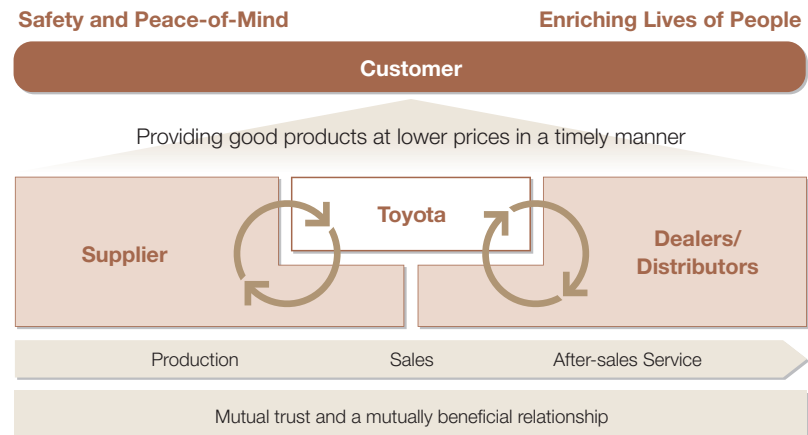 Safety and Peace-of-Mind
Enriching Lives of People
Customer
Providing good products at lower prices in a timely manner
Toyota
Supplier
Dealers/
Distributors
Production
Sales
After-sales Service
Mutual trust and a mutually beneficial relationship